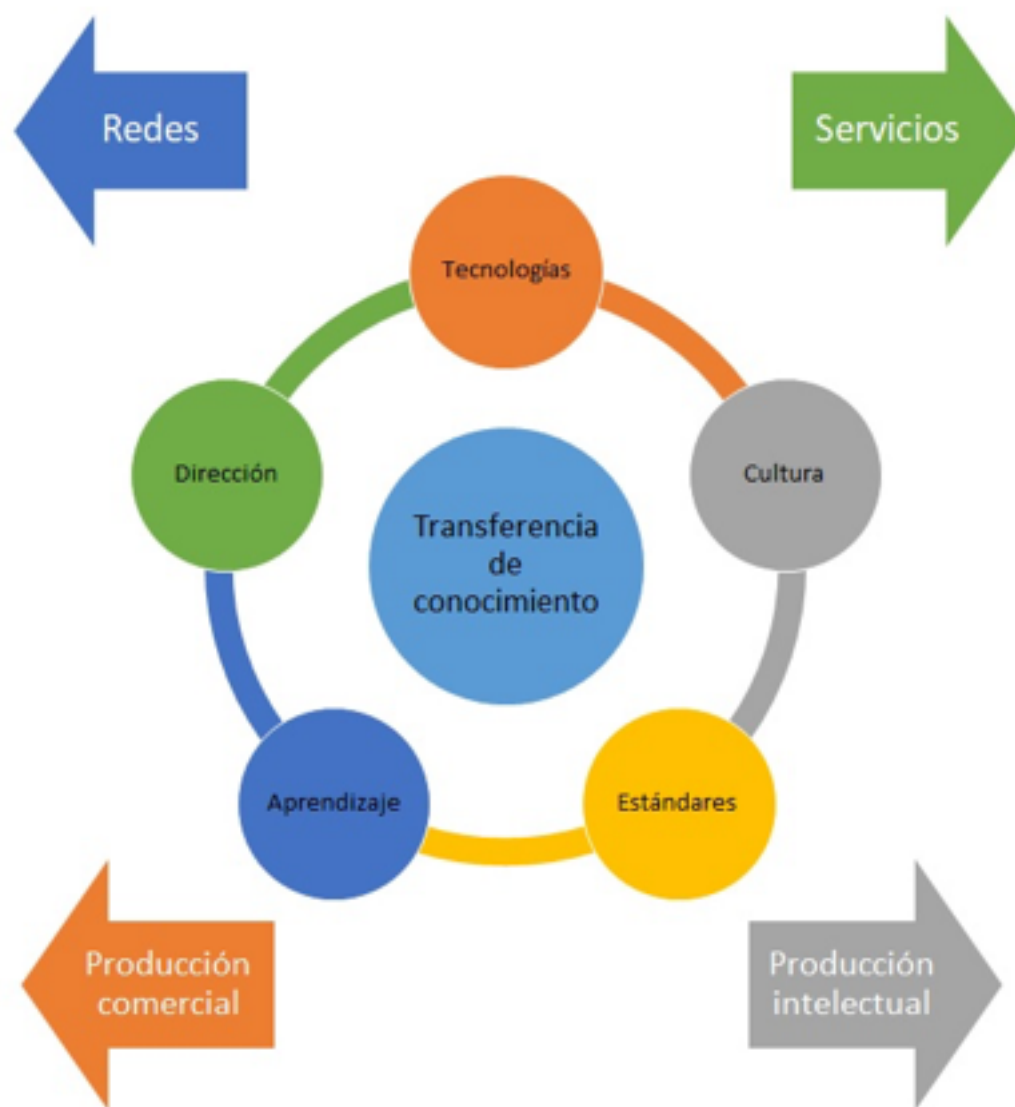 Redes
Servicios
Tecnologías
Dirección
Cultura
Transferencia
de
conocimiento
Aprendizaje
Estándares
Producción
comercial
Producción
intelectual